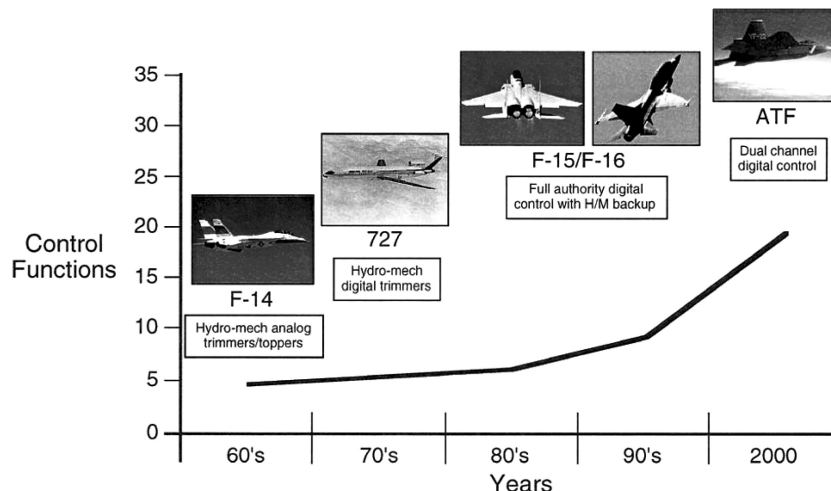 35
30
25
20
15
10
5
0
Control
Functions
YF-22
ATF
Dual channel
digital control
F-15/F-16
Full authority digital
control with H/M backup
727
Hydro-mech
digital trimmers
F-14
Hydro-mech analog
trimmers/toppers
60's
70's
80's
90's
2000
Years